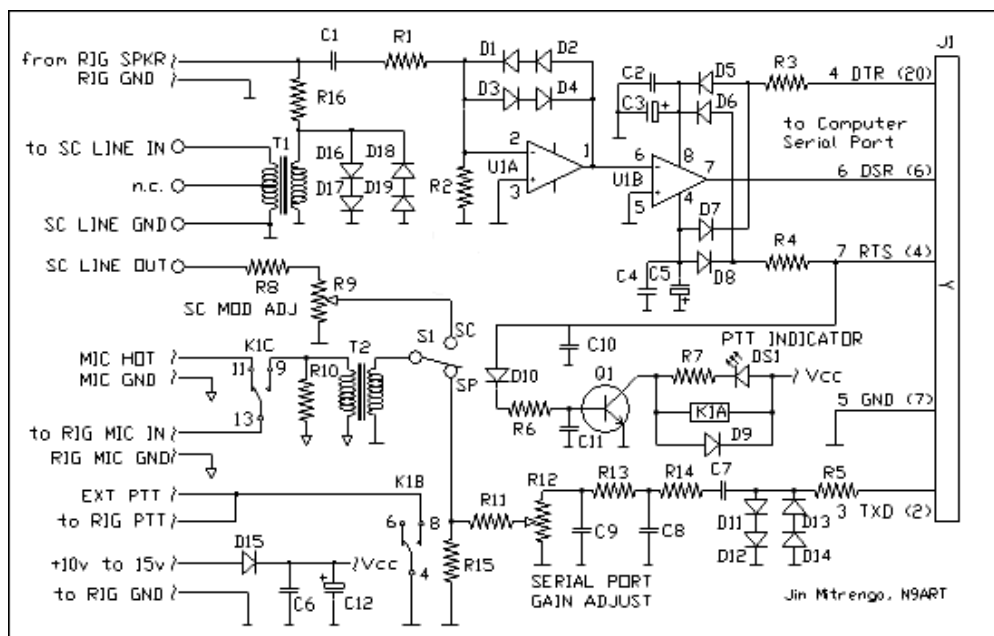 C1 R1 D1 D2 J1
from RIG SPKR
RIG GND
R16
D3 D4
C2 D5 R3
4 DTR (20)
C3 + D6
to Computer
Serial Port
to SC LINE IN
T1
D16 D18
D17 D19
R2
2 - U1A 1
3 +
6 - 8 7
U1B
5 + 4
6 DSR (6)
n.c.
SC LINE GND
D7
SC LINE OUT
R8 R9
C4 C5 + D8
R4
7 RTS (4)
SC MOD ADJ
S1 SC
SP
T2
Y
K1C
MIC HOT
11 9
MIC GND
R10
C10
PTT INDICATOR
R7 DS1
Vcc
D10 Q1
K1A
5 GND (7)
13
to RIG MIC IN
RIG MIC GND
R6 C11
D9
EXT PTT
K1B
to RIG PTT
6 8
4
R11 R12 R13 R14 C7 R5
3 TXD (2)
D11 D13
D12 D14
C9 C8
R15
D15
+10v to 15v
+ Vcc
C6 C12
to RIG GND
SERIAL PORT
GAIN ADJUST
Jim Mitrengo, N9ART